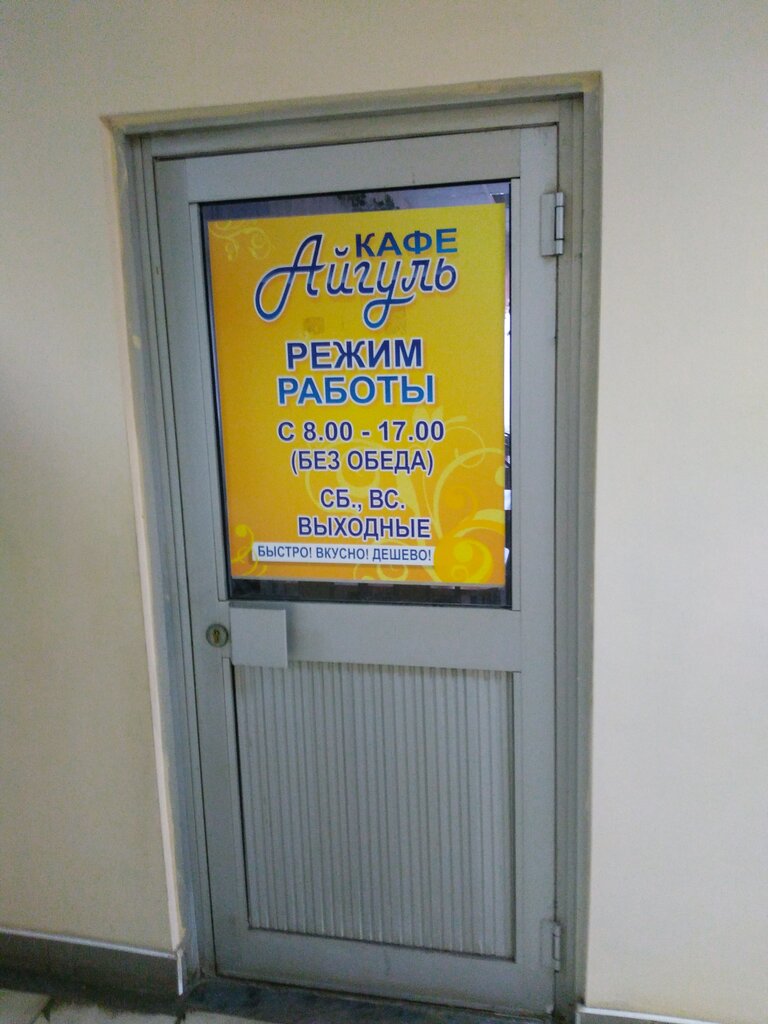 КАФЕ
Айгуль
РЕЖИМ
РАБОТЫ
С 8.00 - 17.00
(БЕЗ ОБЕДА)
СБ., ВС.
ВЫХОДНЫЕ
БЫСТРО! ВКУСНО! ДЕШЕВО!